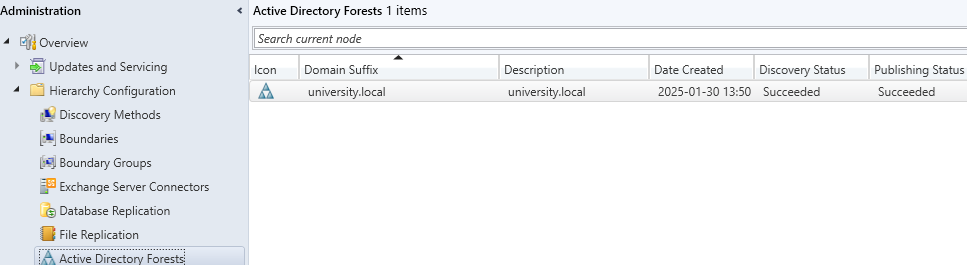 Administration
Active Directory Forests 1 items
Overview
Search current node
Updates and Servicing
Icon Domain Suffix Description Date Created Discovery Status Publishing Status
Hierarchy Configuration
university.local university.local 2025-01-30 13:50 Succeeded Succeeded
Discovery Methods
Boundaries
Boundary Groups
Exchange Server Connectors
Database Replication
File Replication
Active Directory Forests